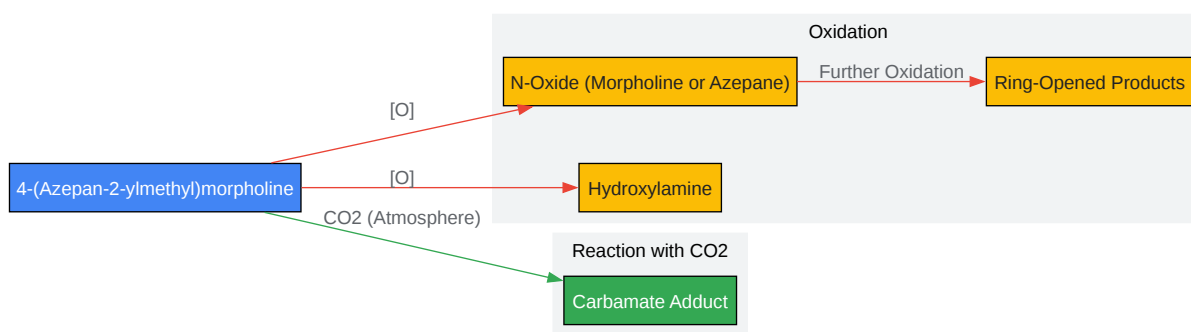 Oxidation
N-Oxide (Morpholine or Azepane)
Further Oxidation
Ring-Opened Products
[O]
4-(Azepan-2-ylmethyl)morpholine
[O]
Hydroxylamine
CO2 (Atmosphere)
Reaction with CO2
Carbamate Adduct